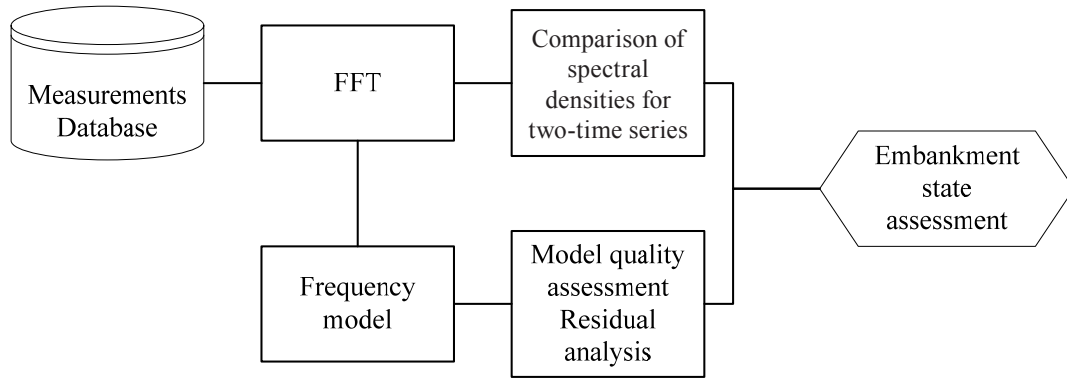 Measurements
Database
FFT
Comparison of
spectral
densities for
two-time series
Frequency
model
Model quality
assessment
Residual
analysis
Embankment
state
assessment